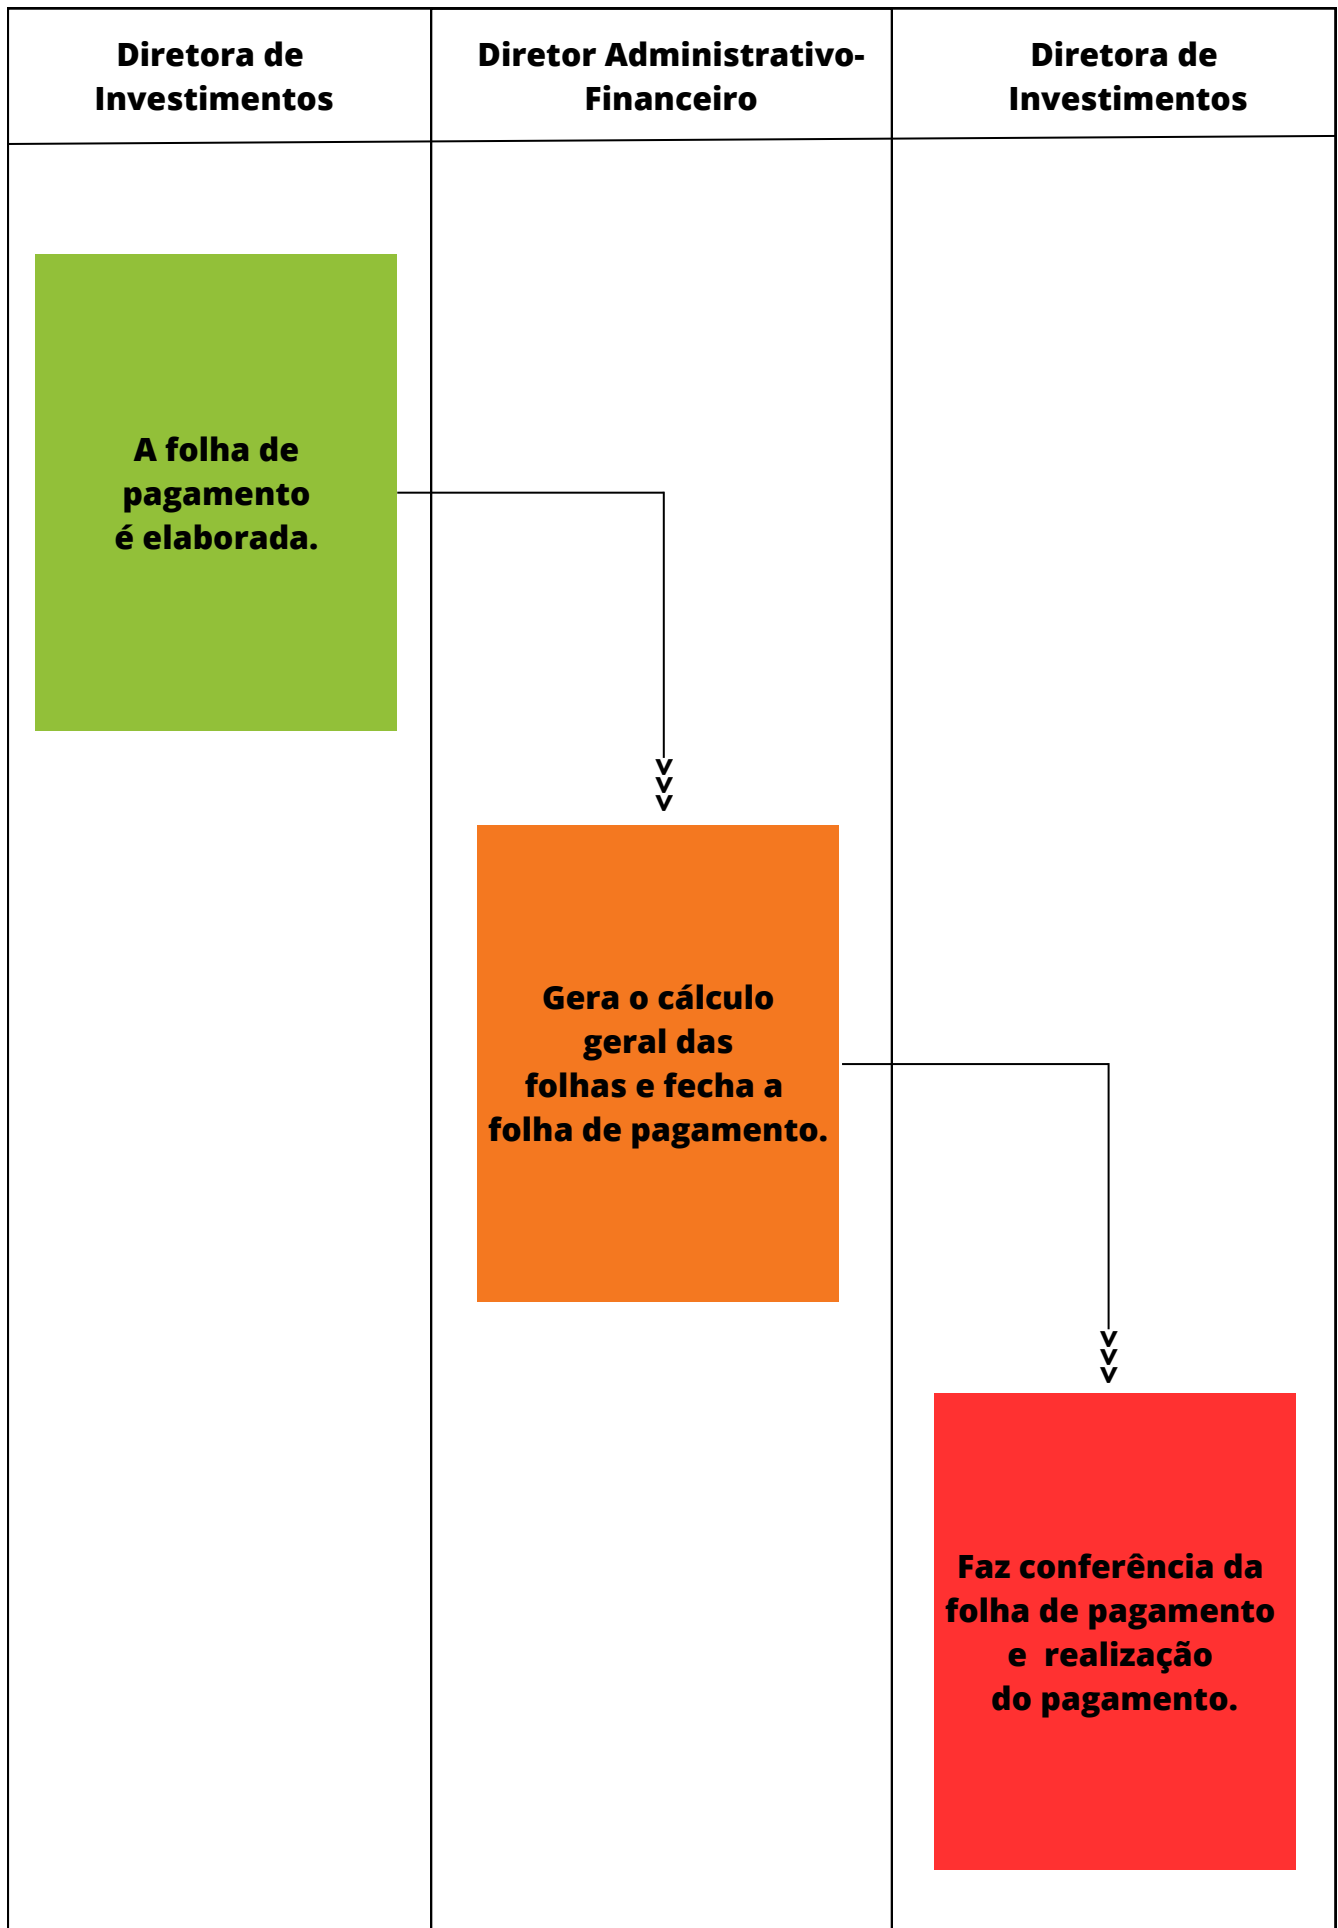 Diretora de
Investimentos
Diretor Administrativo-
Financeiro
Diretora de
Investimentos
A folha de
pagamento
é elaborada.
Gera o cálculo
geral das
folhas e fecha a
folha de pagamento.
Faz conferência da
folha de pagamento
e  realização
do pagamento.